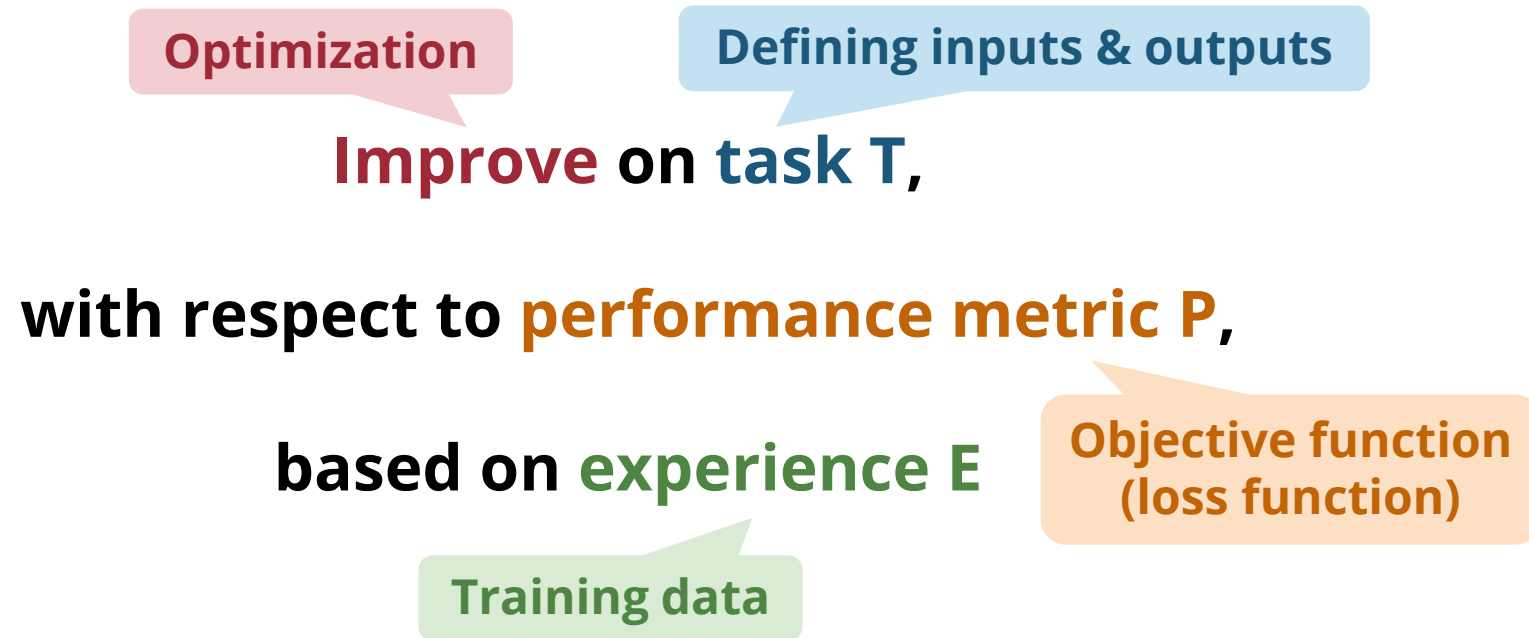 Optimization
Defining inputs & outputs
Improve on task T,
with respect to performance metric P,
based on experience E
Objective function
(loss function)
Training data